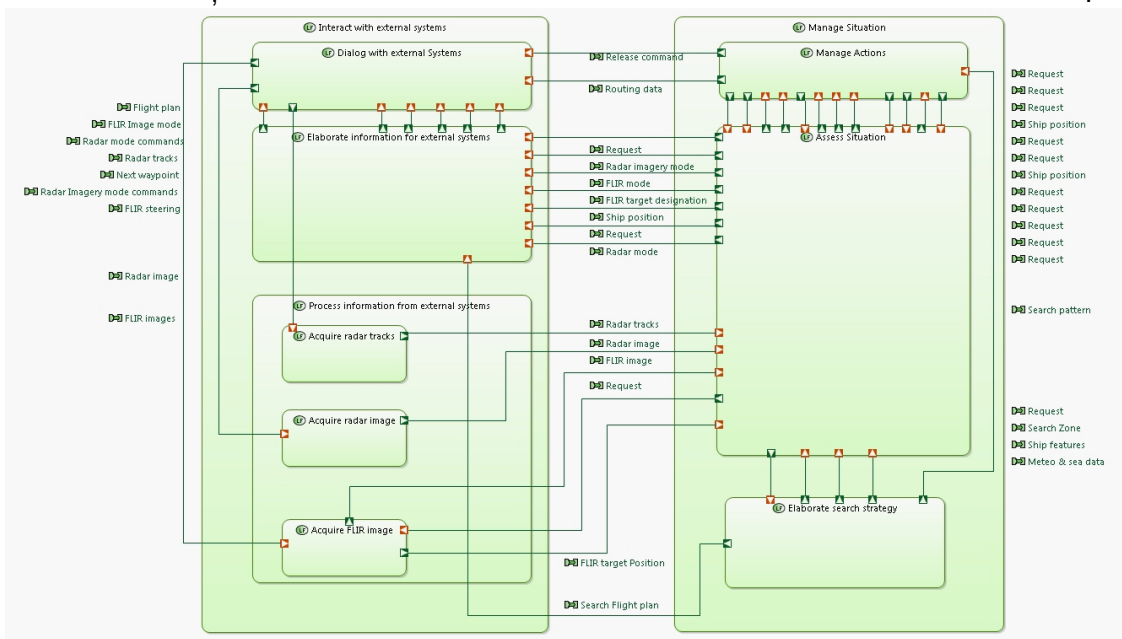 Interact with external systems
Manage Situation
Dialog with external Systems
Manage Actions
Release command
Routing data
Request
Request
Request
Ship position
Request
Request
Ship position
Request
Request
Request
Request
Request
Flight plan
FLIR Image mode
Radar mode commands
Radar tracks
Next waypoint
Radar Imagery mode commands
FLIR steering
Elaborate information for external systems
Assess Situation
Request
Radar imagery mode
FLIR mode
FLIR target designation
Ship position
Request
Radar mode
Radar image
FLIR images
Process information from external systems
Search pattern
Acquire radar tracks
Radar tracks
Radar image
FLIR image
Request
Acquire radar image
Request
Search Zone
Ship features
Meteo & sea data
Acquire FLIR image
Elaborate search strategy
FLIR target Position
Search Flight plan